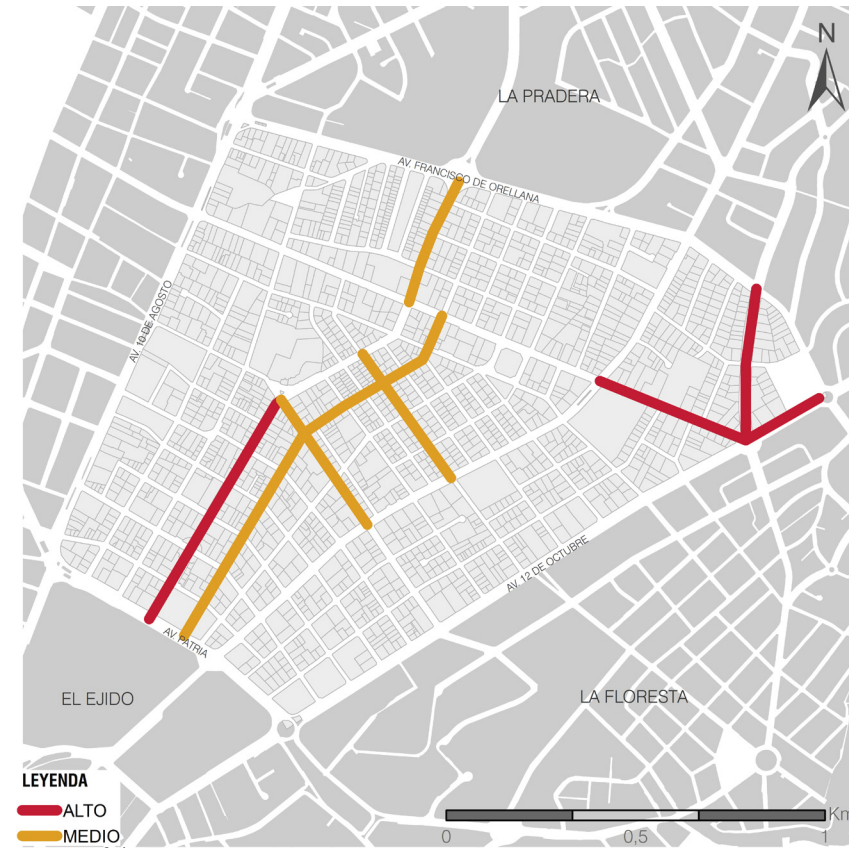 N
LA PRADERA
AV. FRANCISCO DE ORELLANA
AV. 10 DE AGOSTO
AV. 12 DE OCTUBRE
AV. PATRIA
EL EJIDO
LA FLORESTA
LEYENDA
ALTO
MEDIO
Km
0 0,5 1